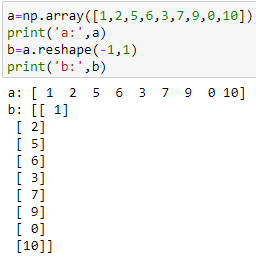 a=np.array([1,2,5,6,3,7,9,0,10])
print('a:',a)
b=a.reshape(-1,1)
print('b:',b)
a: [ 1  2  5  6  3  7  9  0 10]
b: [[ 1]
 [ 2]
 [ 5]
 [ 6]
 [ 3]
 [ 7]
 [ 9]
 [ 0]
 [10]]